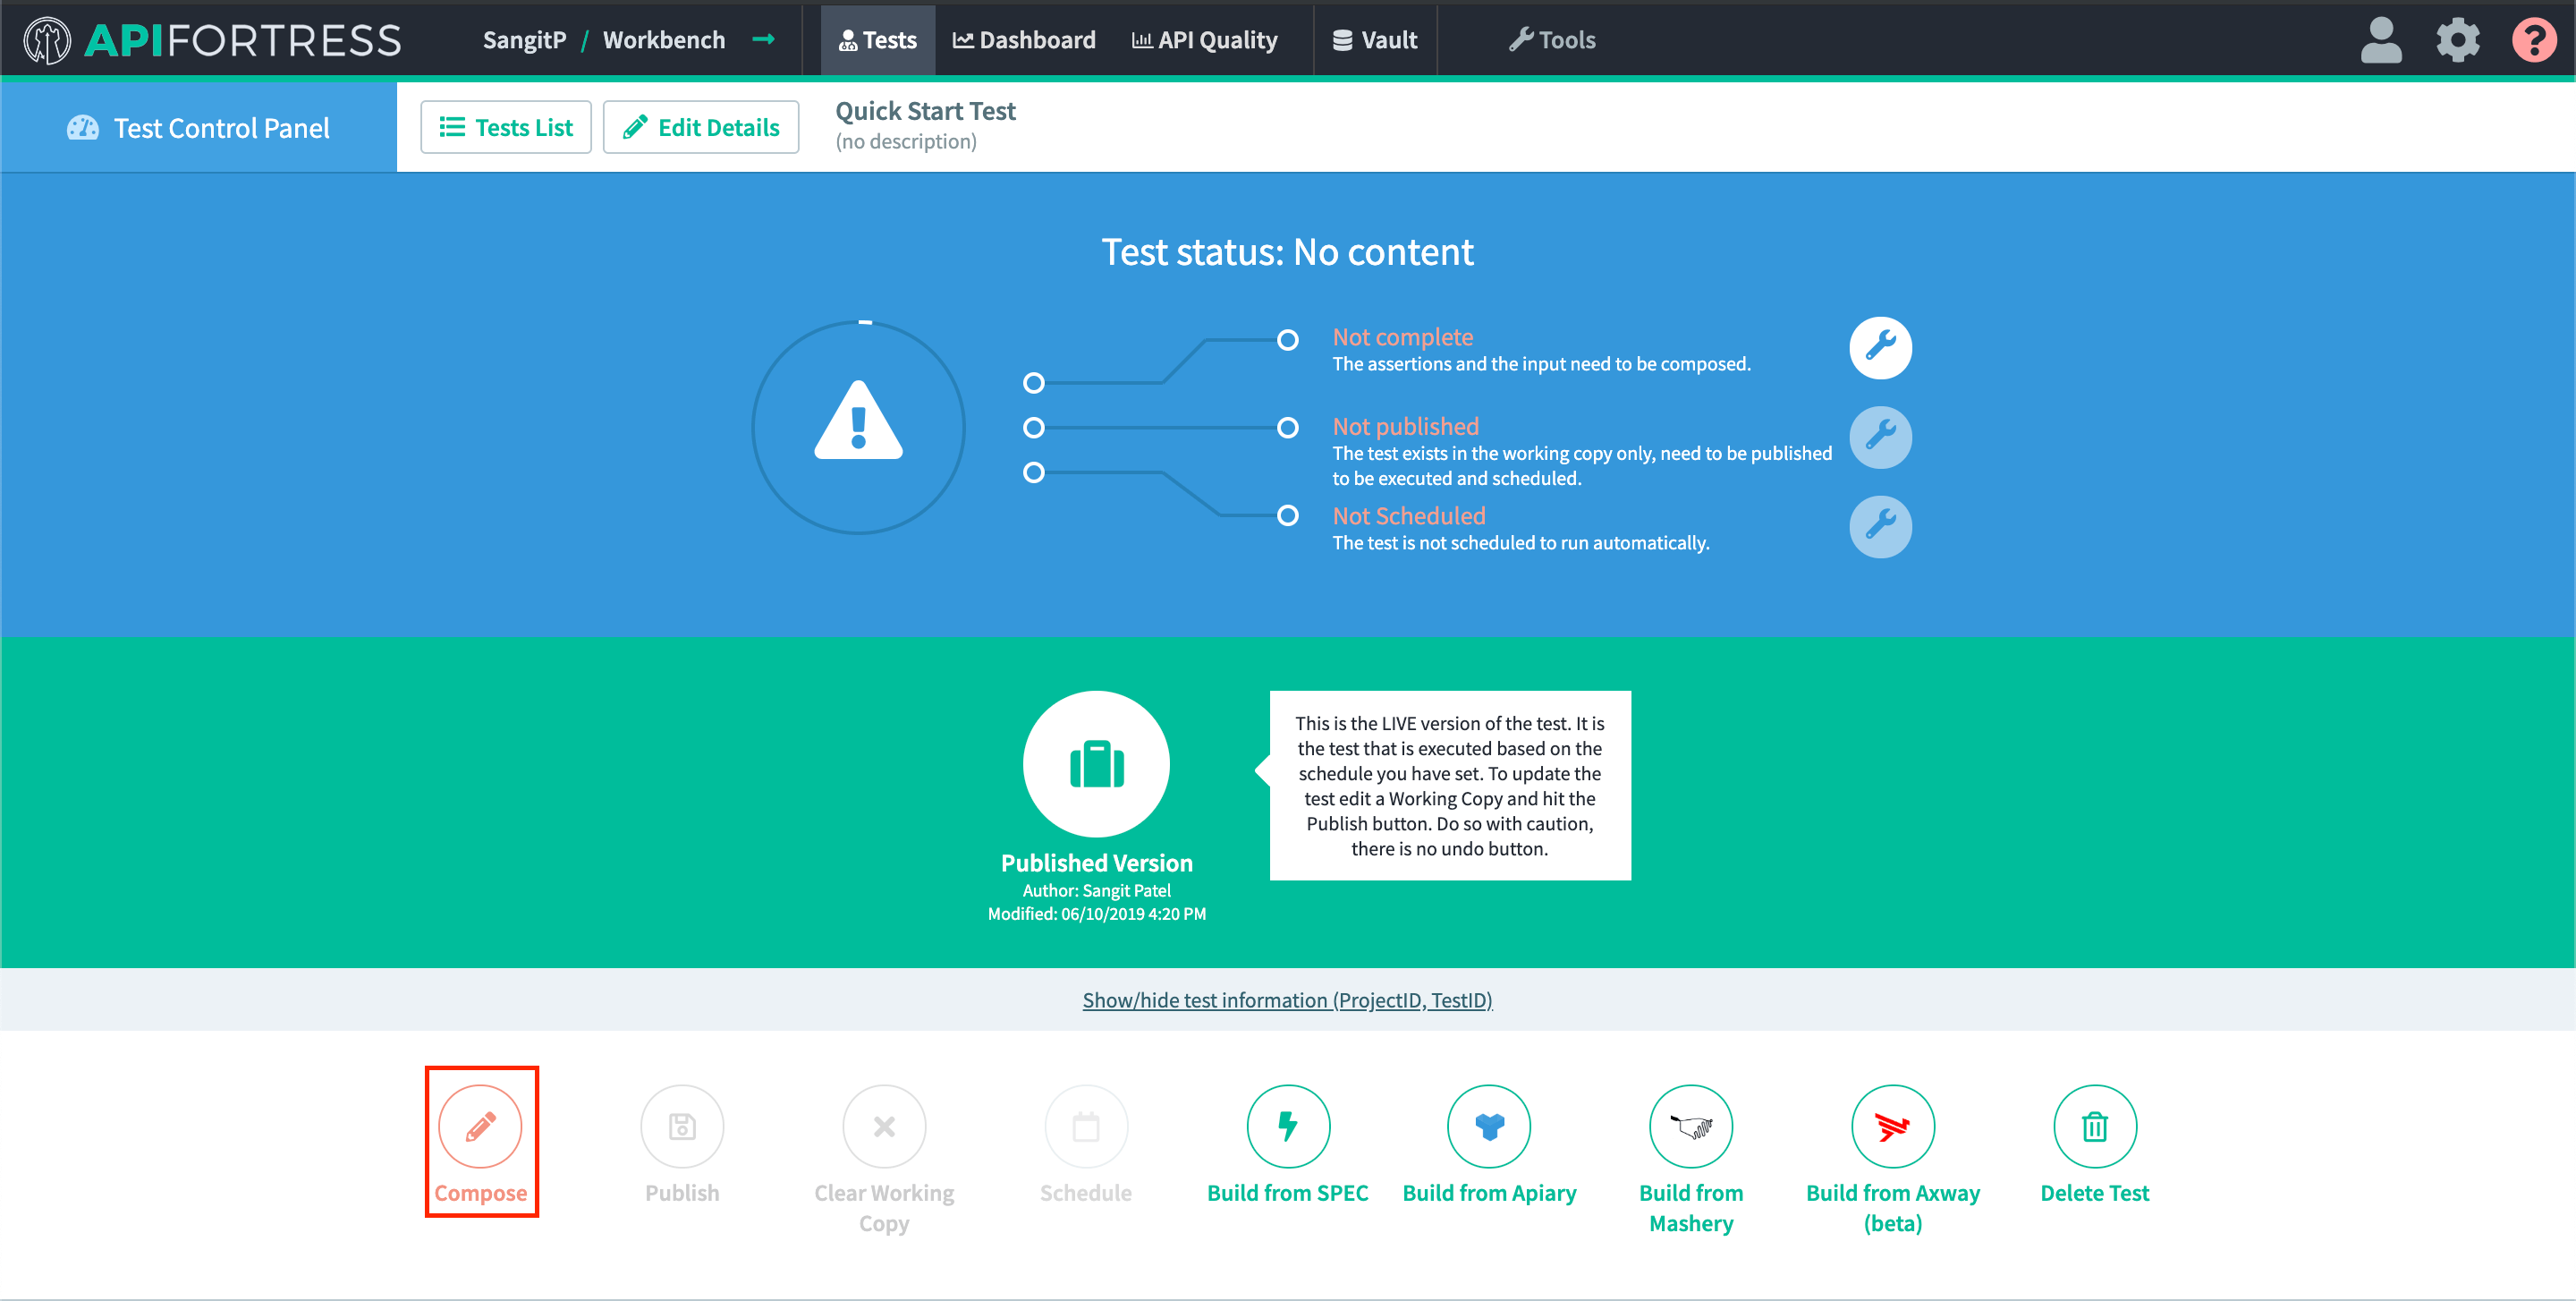 APIFORTRESS
SangitP / Workbench
Tests
Dashboard
API Quality
Vault
Tools
Test Control Panel
Tests List
Edit Details
Quick Start Test
(no description)
Test status: No content
Not complete
The assertions and the input need to be composed.
Not published
The test exists in the working copy only, need to be published
to be executed and scheduled.
Not Scheduled
The test is not scheduled to run automatically.
Published Version
Author: Sangit Patel
Modified: 06/10/2019 4:20 PM
This is the LIVE version of the test. It is
the test that is executed based on the
schedule you have set. To update the
test edit a Working Copy and hit the
Publish button. Do so with caution,
there is no undo button.
Show/hide test information (ProjectID, TestID)
Compose
Publish
Clear Working
Copy
Schedule
Build from SPEC
Build from Apiary
Build from
Mashery
Build from Axway
(beta)
Delete Test